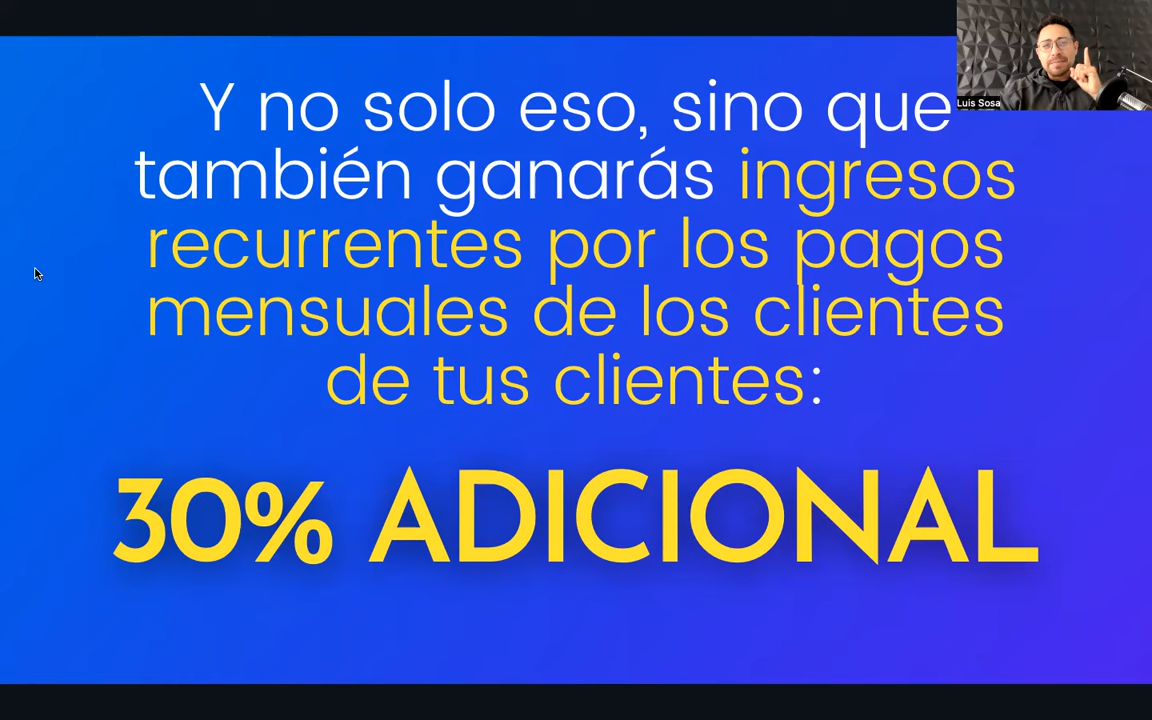 Y no solo eso, sino que
también ganarás ingresos
recurrentes por los pagos
mensuales de los clientes
de tus clientes:
30% ADICIONAL
Luis Sosa